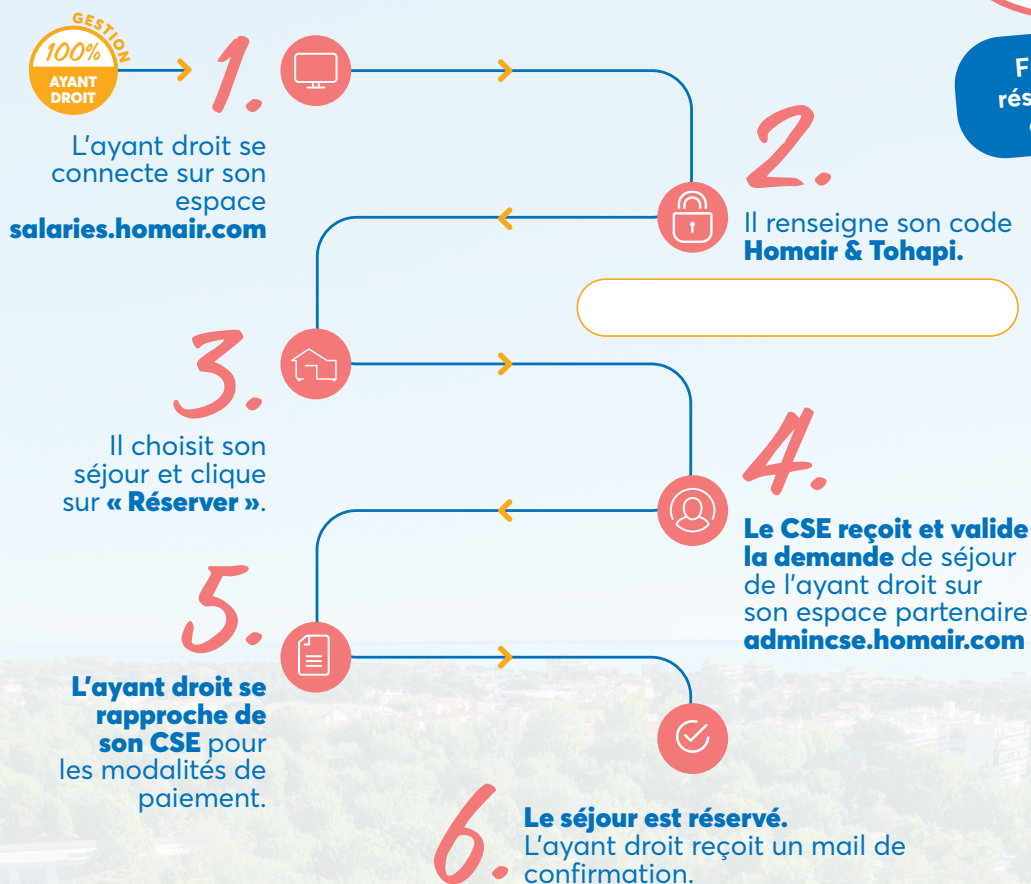 GESTION
100%
AYANT
DROIT
1.
L'ayant droit se
connecte sur son
espace
salaries.homair.com
2.
Il renseigne son code
Homair & Tohapi.
3.
Il choisit son
séjour et clique
sur « Réserver ».
4.
Le CSE reçoit et valide
la demande de séjour
de l'ayant droit sur
son espace partenaire
admincse.homair.com
5.
L'ayant droit se
rapproche de
son CSE pour
les modalités de
paiement.
6.
Le séjour est réservé.
L'ayant droit reçoit un mail de
confirmation.